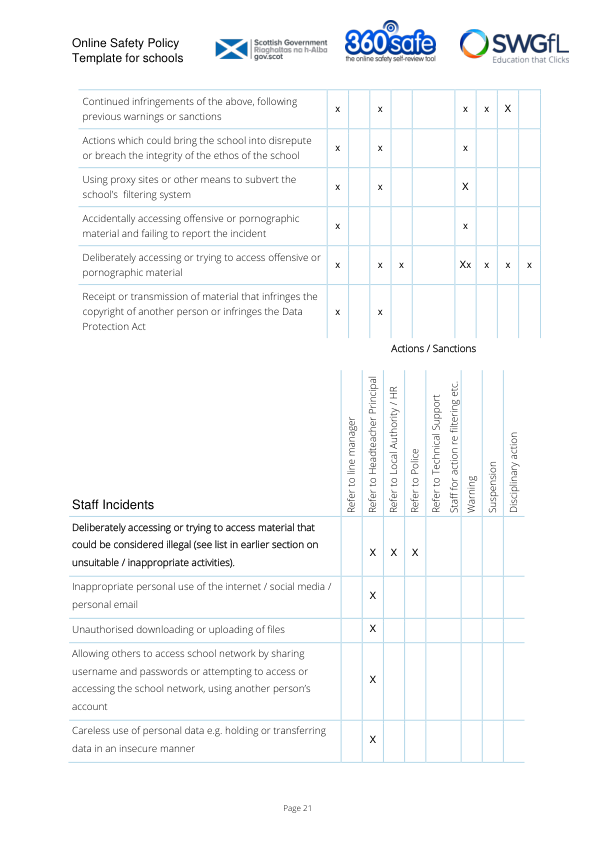 Online Safety Policy
Template for schools
Scottish Government
Riaghaltas na h-Alba
gov.scot
360 safe
the online safety self-review tool
SWGfL
Education that Clicks
Continued infringements of the above, following
previous warnings or sanctions
x x x x X
Actions which could bring the school into disrepute
or breach the integrity of the ethos of the school
x x x
Using proxy sites or other means to subvert the
school's filtering system
x x X
Accidentally accessing offensive or pornographic
material and failing to report the incident
x x
Deliberately accessing or trying to access offensive or
pornographic material
x x x Xx x x x
Receipt or transmission of material that infringes the
copyright of another person or infringes the Data
Protection Act
x x
Actions / Sanctions
Staff Incidents
Refer to line manager
Refer to Headteacher Principal
Refer to Local Authority / HR
Refer to Police
Refer to Technical Support
Staff for action re filtering etc.
Warning
Suspension
Disciplinary action
Deliberately accessing or trying to access material that
could be considered illegal (see list in earlier section on
unsuitable / inappropriate activities).
X X X
Inappropriate personal use of the internet / social media /
personal email
X
Unauthorised downloading or uploading of files
X
Allowing others to access school network by sharing
username and passwords or attempting to access or
accessing the school network, using another person's
account
X
Careless use of personal data e.g. holding or transferring
data in an insecure manner
X
Page 21